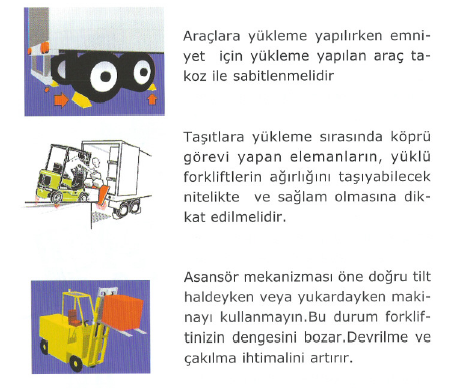 Araçlara yükleme yapılırken emni-
yet için yükleme yapılan araç ta-
koz ile sabitlenmelidir
Taşıtlara yükleme sırasında köprü
görevi yapan elemanların, yüklü
forkliftlerin ağırlığını taşıyabilecek
nitelikte ve sağlam olmasına dik-
kat edilmelidir.
Asansör mekanizması öne doğru tilt
haldeyken veya yukardayken maki-
nayı kullanmayın.Bu durum forklif-
tinizin dengesini bozar.Devrilme ve
çakılma ihtimalini artırır.